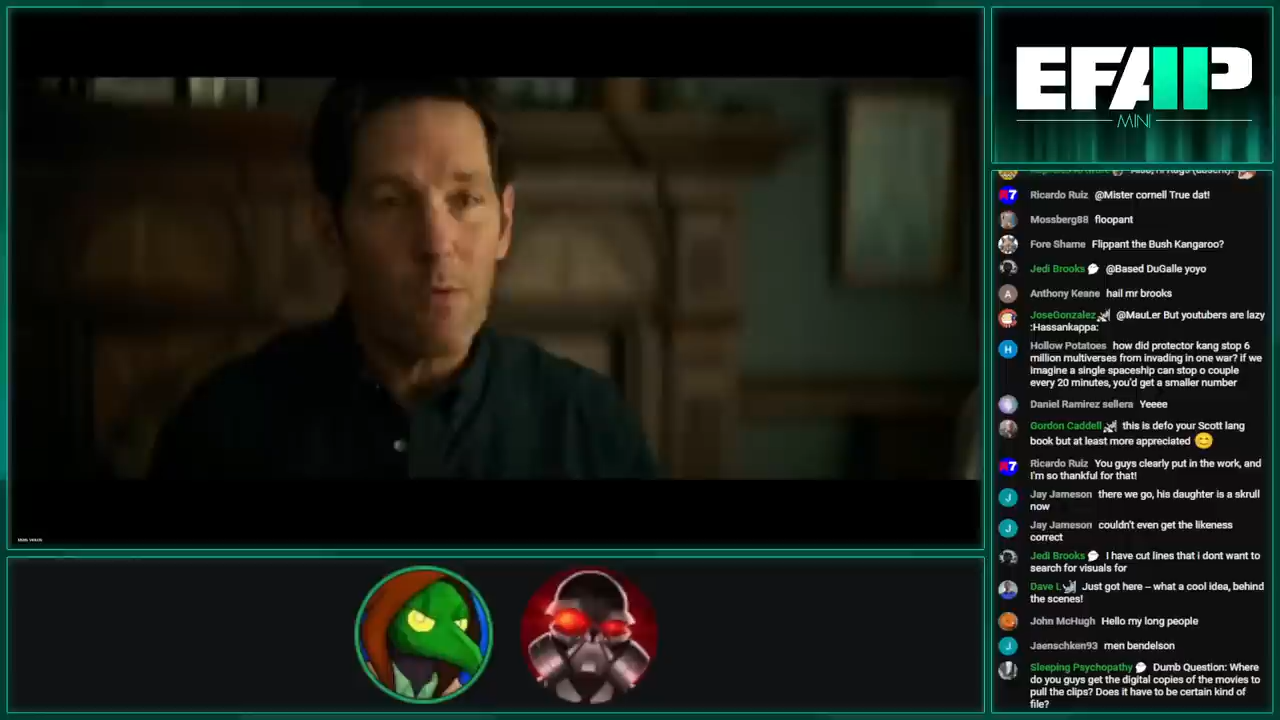 EFAP
MINI
Ricardo Ruiz @Mister cornell True dat!
Mossberg88 floopant
Fore Shame Flippant the Bush Kangaroo?
Jedi Brooks @Based DuGalle yoyo
Anthony Keane hail mr brooks
JoseGonzalez @MauLer But youtubers are lazy
:Hassankappa:
Hollow Potatoes how did protector kang stop 6
million multiverses from invading in one war? if we
imagine a single spaceship can stop o couple
every 20 minutes, you'd get a smaller number
Daniel Ramirez sellera Yeeee
Gordon Caddell this is defo your Scott lang
book but at least more appreciated 😊
Ricardo Ruiz You guys clearly put in the work, and
I'm so thankful for that!
Jay Jameson there we go, his daughter is a skrull
now
Jay Jameson couldn't even get the likeness
correct
Jedi Brooks I have cut lines that i dont want to
search for visuals for
Dave L Just got here – what a cool idea, behind
the scenes!
John McHugh Hello my long people
Jaenschken93 men bendelson
Sleeping Psychopathy Dumb Question: Where
do you guys get the digital copies of the movies to
pull the clips? Does it have to be certain kind of
file?